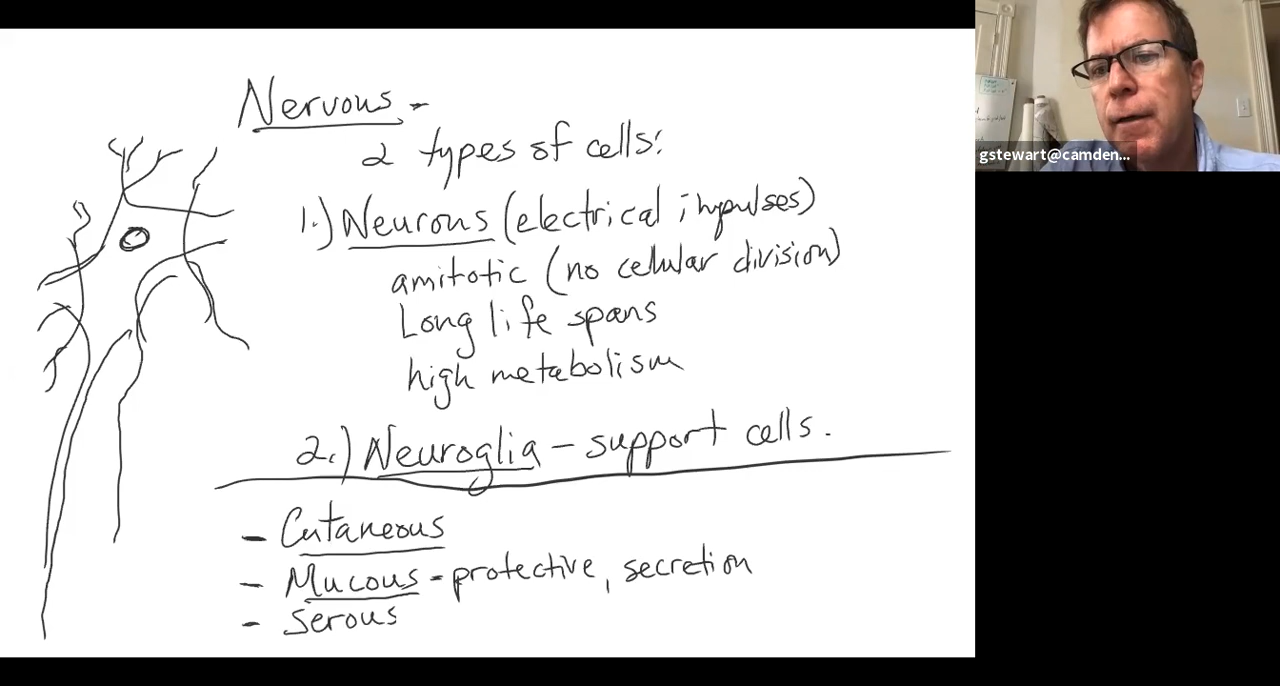 Nervous -
2 types of cells:
1.) Neurons (electrical impulses)
amitotic (no cellular division)
Long life spans
high metabolism
2.) Neuroglia - support cells.
- Cutaneous
- Mucous - protective, secretion
- Serous
gstewart@camden...